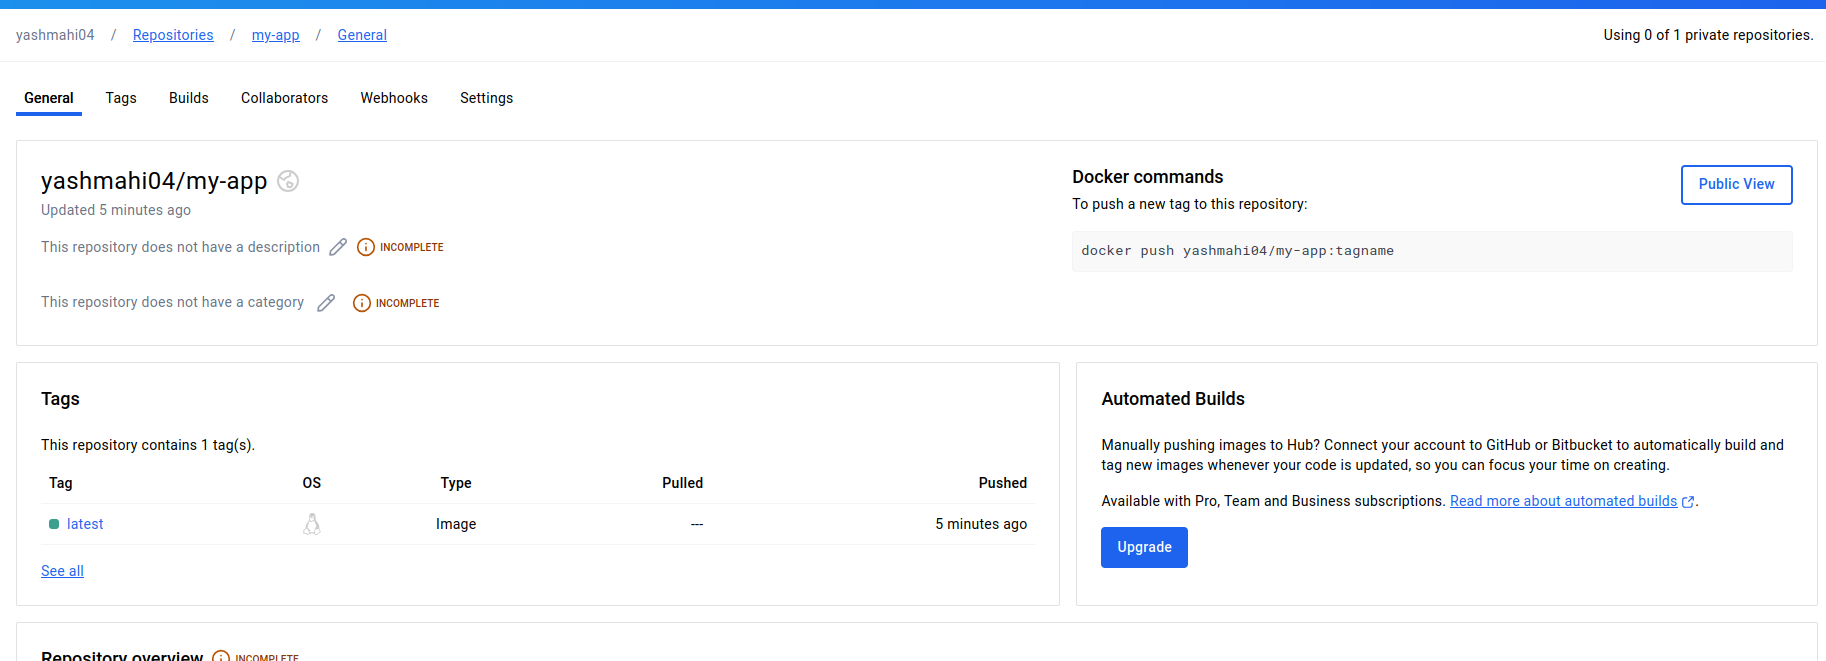 yashmahi04 / Repositories / my-app / General
Using 0 of 1 private repositories.
General Tags Builds Collaborators Webhooks Settings
yashmahi04/my-app
Updated 5 minutes ago
This repository does not have a description INCOMPLETE
This repository does not have a category INCOMPLETE
Docker commands
To push a new tag to this repository:
docker push yashmahi04/my-app:tagname
Public View
Tags
This repository contains 1 tag(s).
Tag OS Type Pulled Pushed
latest Image --- 5 minutes ago
See all
Automated Builds
Manually pushing images to Hub? Connect your account to GitHub or Bitbucket to automatically build and
tag new images whenever your code is updated, so you can focus your time on creating.
Available with Pro, Team and Business subscriptions. Read more about automated builds .
Upgrade
Repository overview INCOMPLETE